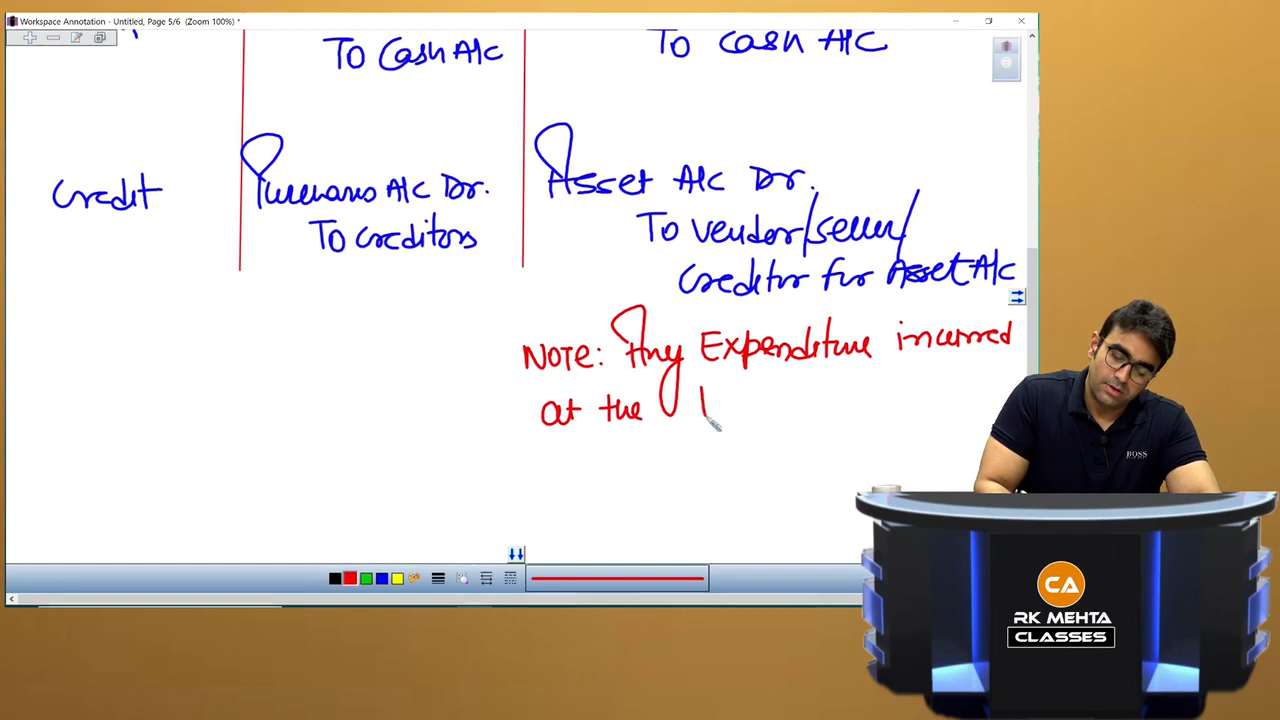 Workspace Annotation - Untitled, Page 5/6 (Zoom 100%) *
To Cash A/c
To Cash A/c
Credit
Purchases A/c Dr.
To Creditors
Asset A/c Dr.
To Vendor/Seller/
Creditor for Asset A/c
NOTE: Any Expenditure incurred
at the
BOSS
CA
RK MEHTA
CLASSES